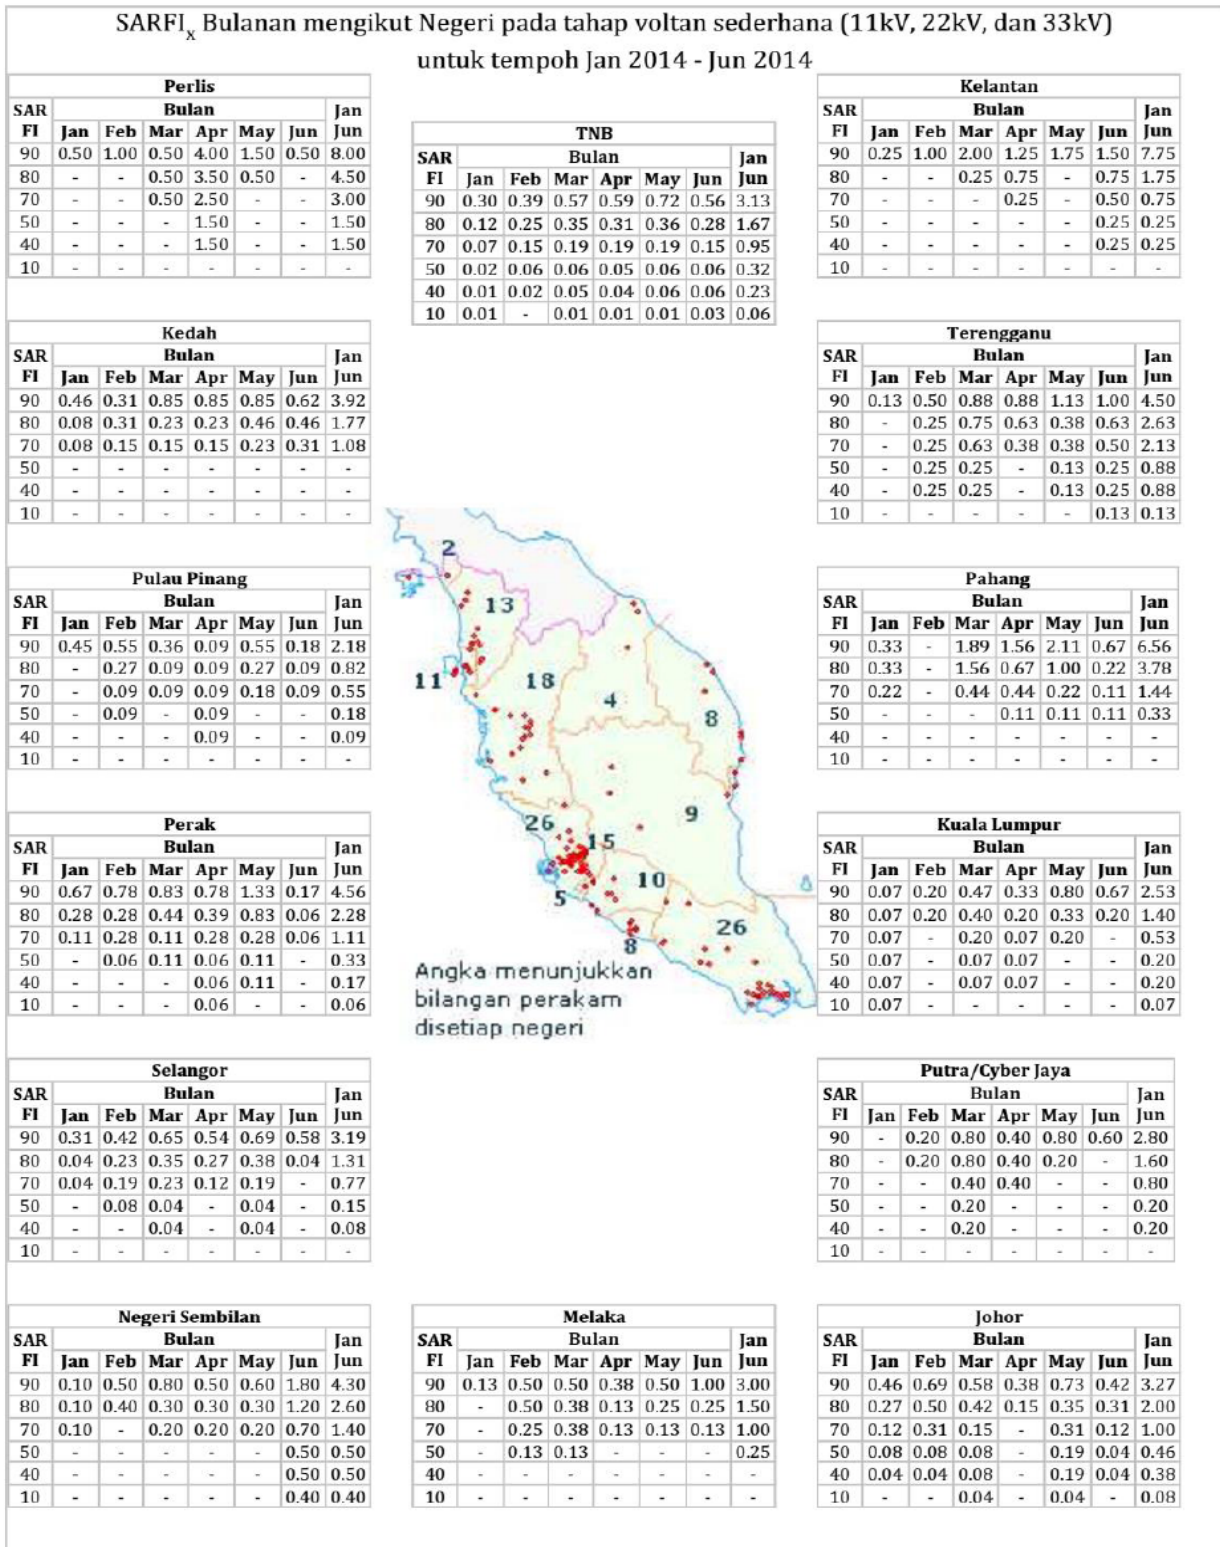 SARFIx Bulanan mengikut Negeri pada tahap voltan sederhana (11kV, 22kV, dan 33kV)
untuk tempoh Jan 2014 - Jun 2014
Perlis
SAR Bulan Jan
FI Jan Feb Mar Apr May Jun Jun
90 0.50 1.00 0.50 4.00 1.50 0.50 8.00
80 - - 0.50 3.50 0.50 - 4.50
70 - - 0.50 2.50 - - 3.00
50 - - - 1.50 - - 1.50
40 - - - 1.50 - - 1.50
10 - - - - - - -
TNB
SAR Bulan Jan
FI Jan Feb Mar Apr May Jun Jun
90 0.30 0.39 0.57 0.59 0.72 0.56 3.13
80 0.12 0.25 0.35 0.31 0.36 0.28 1.67
70 0.07 0.15 0.19 0.19 0.19 0.15 0.95
50 0.02 0.06 0.06 0.05 0.06 0.06 0.32
40 0.01 0.02 0.05 0.04 0.06 0.06 0.23
10 0.01 - 0.01 0.01 0.01 0.03 0.06
Kelantan
SAR Bulan Jan
FI Jan Feb Mar Apr May Jun Jun
90 0.25 1.00 2.00 1.25 1.75 1.50 7.75
80 - - 0.25 0.75 - 0.75 1.75
70 - - - 0.25 - 0.50 0.75
50 - - - - - 0.25 0.25
40 - - - - - 0.25 0.25
10 - - - - - - -
Kedah
SAR Bulan Jan
FI Jan Feb Mar Apr May Jun Jun
90 0.46 0.31 0.85 0.85 0.85 0.62 3.92
80 0.08 0.31 0.23 0.23 0.46 0.46 1.77
70 0.08 0.15 0.15 0.15 0.23 0.31 1.08
50 - - - - - - -
40 - - - - - - -
10 - - - - - - -
Terengganu
SAR Bulan Jan
FI Jan Feb Mar Apr May Jun Jun
90 0.13 0.50 0.88 0.88 1.13 1.00 4.50
80 - 0.25 0.75 0.63 0.38 0.63 2.63
70 - 0.25 0.63 0.38 0.38 0.50 2.13
50 - 0.25 0.25 - 0.13 0.25 0.88
40 - 0.25 0.25 - 0.13 0.25 0.88
10 - - - - - 0.13 0.13
Pulau Pinang
SAR Bulan Jan
FI Jan Feb Mar Apr May Jun Jun
90 0.45 0.55 0.36 0.09 0.55 0.18 2.18
80 - 0.27 0.09 0.09 0.27 0.09 0.82
70 - 0.09 0.09 0.09 0.18 0.09 0.55
50 - 0.09 - 0.09 - - 0.18
40 - - - 0.09 - - 0.09
10 - - - - - - -
2
13
11
18
4
8
9
26
15
10
5
8
26
Angka menunjukkan
bilangan perakam
disetiap negeri
Pahang
SAR Bulan Jan
FI Jan Feb Mar Apr May Jun Jun
90 0.33 - 1.89 1.56 2.11 0.67 6.56
80 0.33 - 1.56 0.67 1.00 0.22 3.78
70 0.22 - 0.44 0.44 0.22 0.11 1.44
50 - - - 0.11 0.11 0.11 0.33
40 - - - - - - -
10 - - - - - - -
Perak
SAR Bulan Jan
FI Jan Feb Mar Apr May Jun Jun
90 0.67 0.78 0.83 0.78 1.33 0.17 4.56
80 0.28 0.28 0.44 0.39 0.83 0.06 2.28
70 0.11 0.28 0.11 0.28 0.28 0.06 1.11
50 - 0.06 0.11 0.06 0.11 - 0.33
40 - - - 0.06 0.11 - 0.17
10 - - - 0.06 - - 0.06
Kuala Lumpur
SAR Bulan Jan
FI Jan Feb Mar Apr May Jun Jun
90 0.07 0.20 0.47 0.33 0.80 0.67 2.53
80 0.07 0.20 0.40 0.20 0.33 0.20 1.40
70 0.07 - 0.20 0.07 0.20 - 0.53
50 0.07 - 0.07 0.07 - - 0.20
40 0.07 - 0.07 0.07 - - 0.20
10 0.07 - - - - - 0.07
Selangor
SAR Bulan Jan
FI Jan Feb Mar Apr May Jun Jun
90 0.31 0.42 0.65 0.54 0.69 0.58 3.19
80 0.04 0.23 0.35 0.27 0.38 0.04 1.31
70 0.04 0.19 0.23 0.12 0.19 - 0.77
50 - 0.08 0.04 - 0.04 - 0.15
40 - - 0.04 - 0.04 - 0.08
10 - - - - - - -
Putra/Cyber Jaya
SAR Bulan Jan
FI Jan Feb Mar Apr May Jun Jun
90 - 0.20 0.80 0.40 0.80 0.60 2.80
80 - 0.20 0.80 0.40 0.20 - 1.60
70 - - 0.40 0.40 - - 0.80
50 - - 0.20 - - - 0.20
40 - - 0.20 - - - 0.20
10 - - - - - - -
Negeri Sembilan
SAR Bulan Jan
FI Jan Feb Mar Apr May Jun Jun
90 0.10 0.50 0.80 0.50 0.60 1.80 4.30
80 0.10 0.40 0.30 0.30 0.30 1.20 2.60
70 0.10 - 0.20 0.20 0.20 0.70 1.40
50 - - - - - 0.50 0.50
40 - - - - - 0.50 0.50
10 - - - - - 0.40 0.40
Melaka
SAR Bulan Jan
FI Jan Feb Mar Apr May Jun Jun
90 0.13 0.50 0.50 0.38 0.50 1.00 3.00
80 - 0.50 0.38 0.13 0.25 0.25 1.50
70 - 0.25 0.38 0.13 0.13 0.13 1.00
50 - 0.13 0.13 - - - 0.25
40 - - - - - - -
10 - - - - - - -
Johor
SAR Bulan Jan
FI Jan Feb Mar Apr May Jun Jun
90 0.46 0.69 0.58 0.38 0.73 0.42 3.27
80 0.27 0.50 0.42 0.15 0.35 0.31 2.00
70 0.12 0.31 0.15 - 0.31 0.12 1.00
50 0.08 0.08 0.08 - 0.19 0.04 0.46
40 0.04 0.04 0.08 - 0.19 0.04 0.38
10 - - 0.04 - 0.04 - 0.08